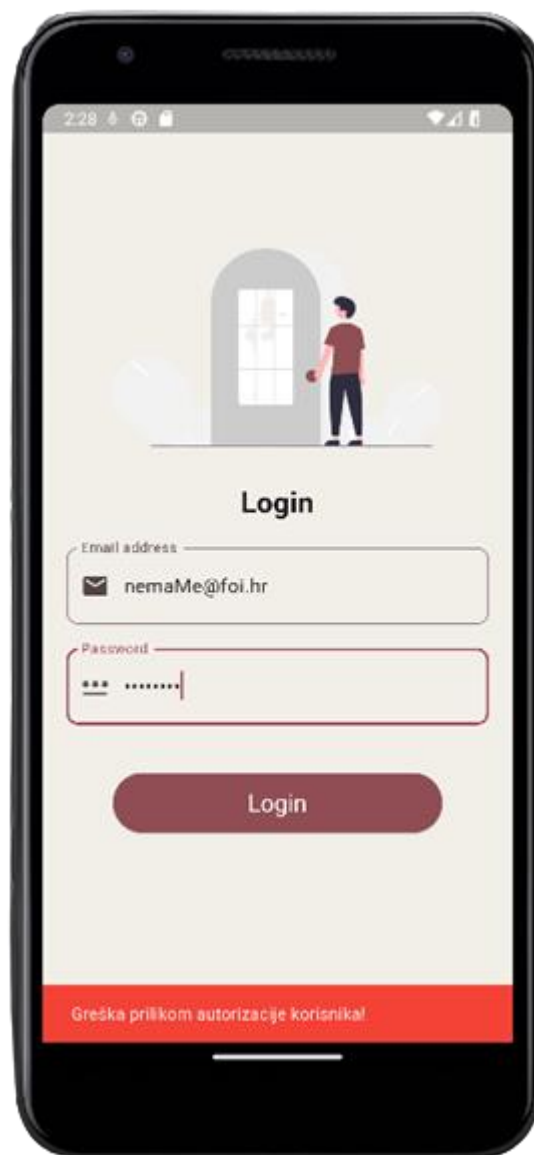 2:28
Login
Email address
nemaMe@foi.hr
Password
••••••••
Login
Greška prilikom autorizacije korisnika!